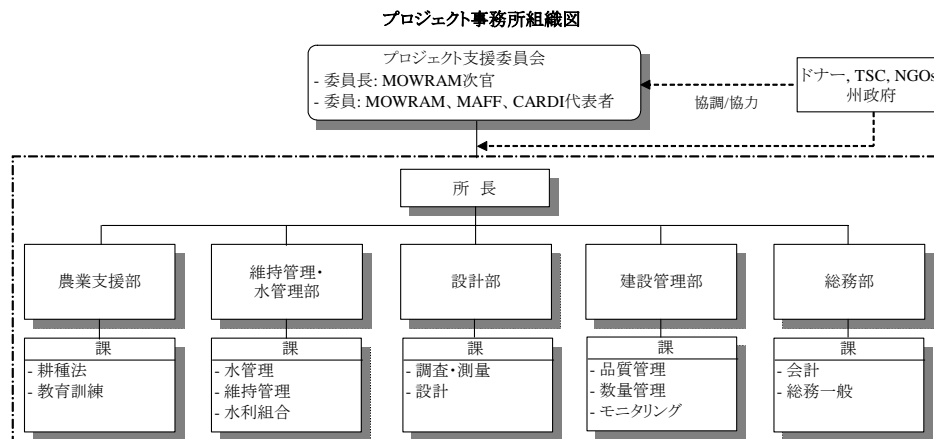 プロジェクト事務所組織図
プロジェクト支援委員会
- 委員長: MOWRAM次官
- 委員: MOWRAM、MAFF、CARDI代表者
ドナー, TSC, NGOs
州政府
協調/協力
所 長
農業支援部
維持管理・
水管理部
設計部
建設管理部
総務部
課
- 耕種法
- 教育訓練
課
- 水管理
- 維持管理
- 水利組合
課
- 調査・測量
- 設計
課
- 品質管理
- 数量管理
- モニタリング
課
- 会計
- 総務一般